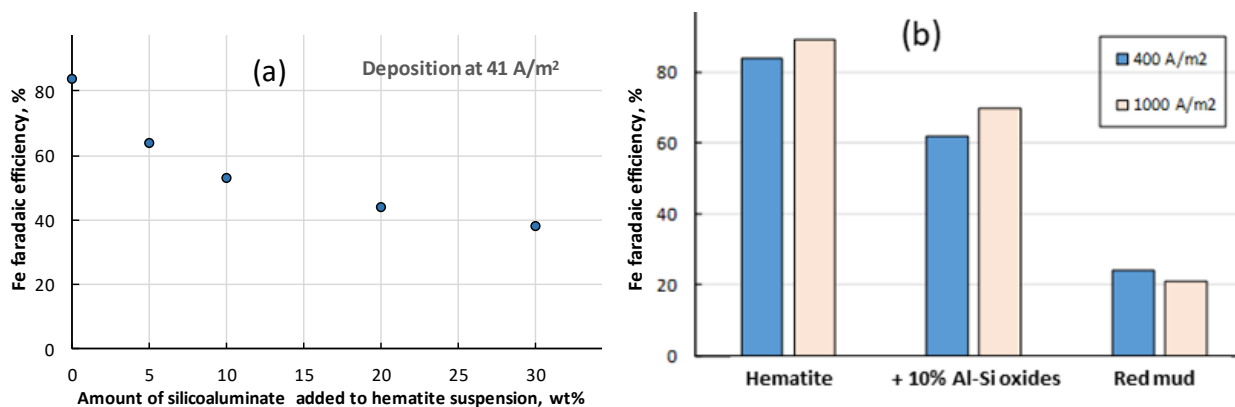 (a)
Deposition at 41 A/m²
Fe faradaic efficiency, %
80
60
40
20
0
0 5 10 15 20 25 30
Amount of silicoaluminate added to hematite suspension, wt%
(b)
400 A/m2
1000 A/m2
Fe faradaic efficiency, %
80
60
40
20
0
Hematite + 10% Al-Si oxides Red mud